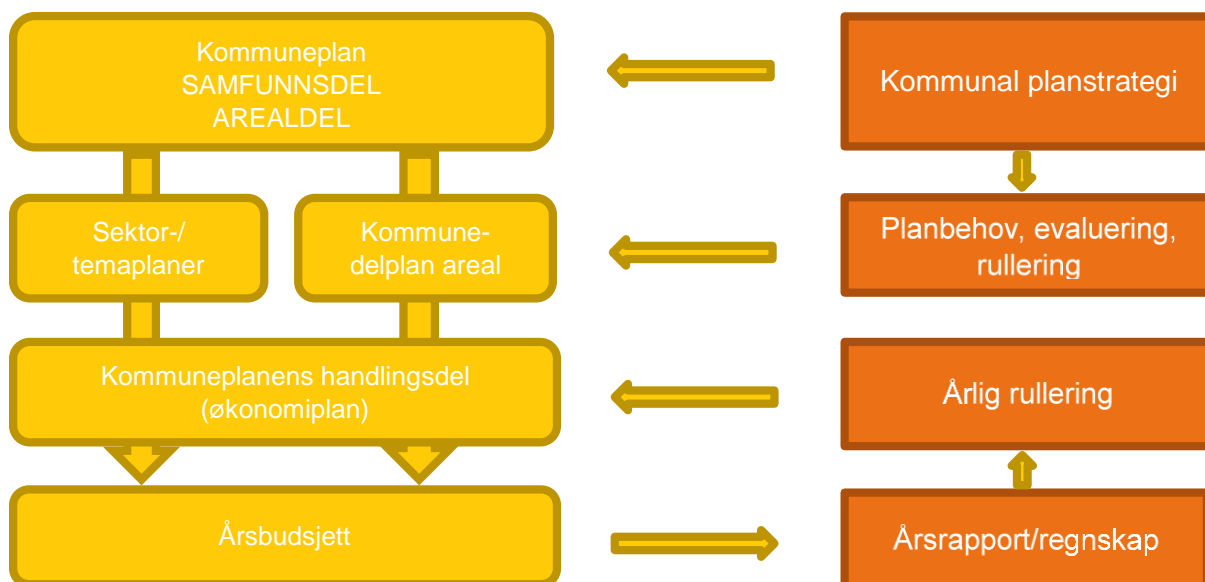 Kommuneplan
SAMFUNNSDEL
AREALDEL
Kommunal planstrategi
Sektor-/
temaplaner
Kommune-
delplan areal
Planbehov, evaluering,
rullering
Kommuneplanens handlingsdel
(økonomiplan)
Årlig rullering
Årsbudsjett
Årsrapport/regnskap